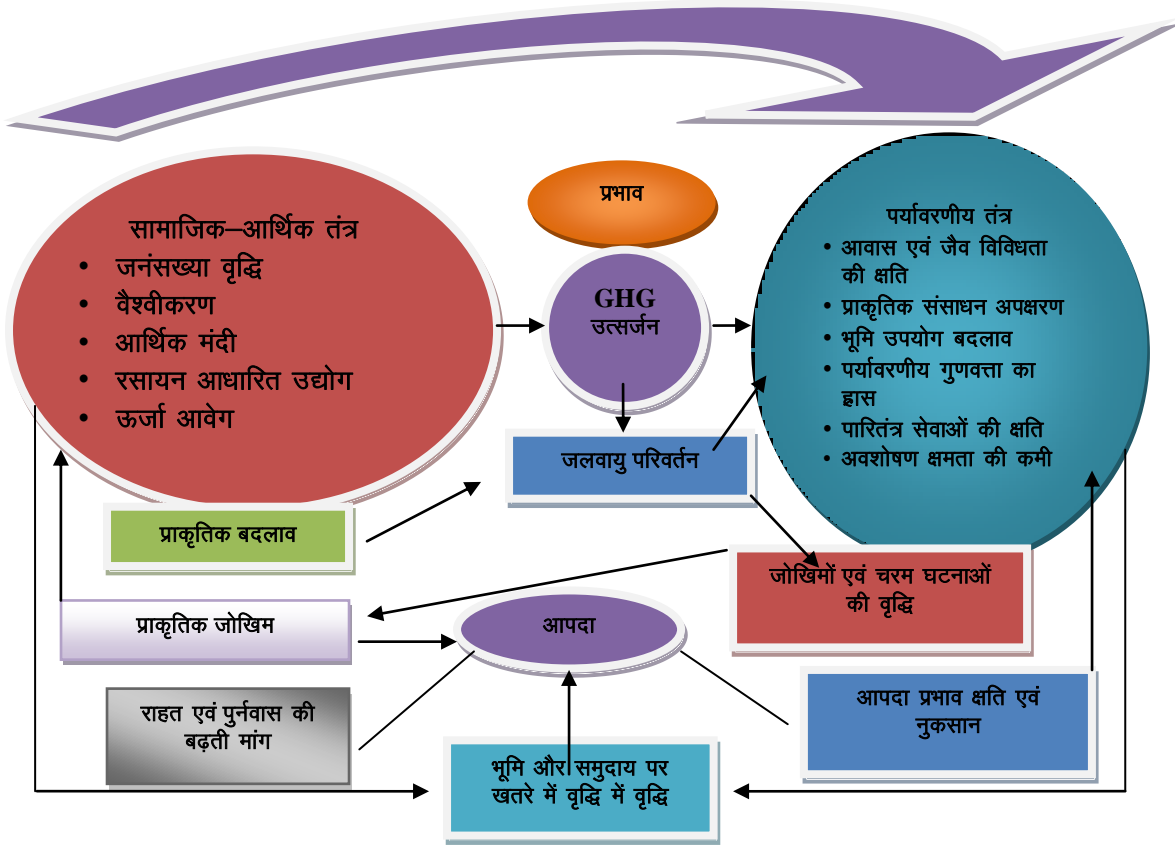 प्रभाव
सामाजिक–आर्थिक तंत्र
• जनंसख्या वृद्धि
• वैश्वीकरण
• आर्थिक मंदी
• रसायन आधारित उद्योग
• ऊर्जा आवेग
GHG
उत्सर्जन
पर्यावरणीय तंत्र
• आवास एवं जैव विविधता
की क्षति
• प्राकृतिक संसाधन अपक्षरण
• भूमि उपयोग बदलाव
• पर्यावरणीय गुणवत्ता का
ह्रास
• पारितंत्र सेवाओं की क्षति
• अवशोषण क्षमता की कमी
जलवायु परिवर्तन
प्राकृतिक बदलाव
जोखिमों एवं चरम घटनाओं
की वृद्धि
प्राकृतिक जोखिम
आपदा
राहत एवं पुर्नवास की
बढ़ती मांग
आपदा प्रभाव क्षति एवं
नुकसान
भूमि और समुदाय पर
खतरे में वृद्धि में वृद्धि